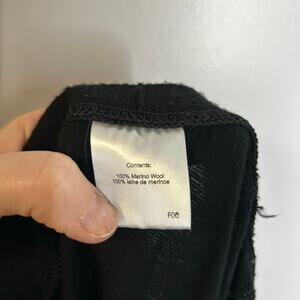 Contents:
100% Merino Wool
100% laine de merinos
F06